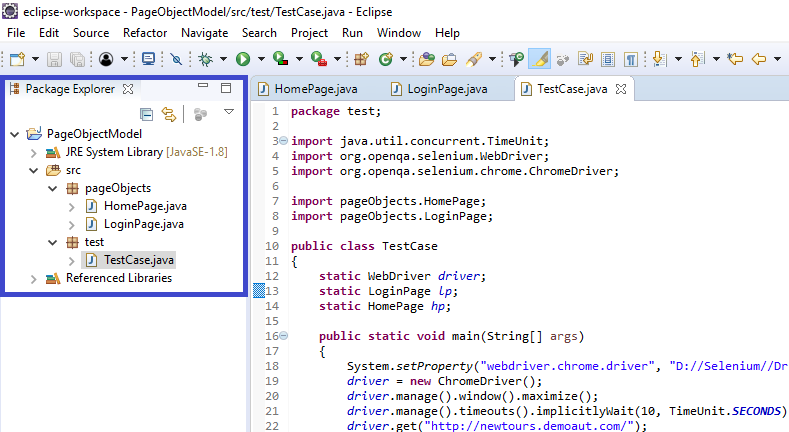 eclipse-workspace - PageObjectModel/src/test/TestCase.java - Eclipse
File Edit Source Refactor Navigate Search Project Run Window Help
Package Explorer
PageObjectModel
JRE System Library [JavaSE-1.8]
src
pageObjects
HomePage.java
LoginPage.java
test
TestCase.java
Referenced Libraries
HomePage.java LoginPage.java TestCase.java
1 package test;
2
3 import java.util.concurrent.TimeUnit;
4 import org.openqa.selenium.WebDriver;
5 import org.openqa.selenium.chrome.ChromeDriver;
6
7 import pageObjects.HomePage;
8 import pageObjects.LoginPage;
9
10 public class TestCase
11 {
12 static WebDriver driver;
13 static LoginPage lp;
14 static HomePage hp;
15
16 public static void main(String[] args)
17 {
18 System.setProperty("webdriver.chrome.driver", "D://Selenium//Dr
19 driver = new ChromeDriver();
20 driver.manage().window().maximize();
21 driver.manage().timeouts().implicitlyWait(10, TimeUnit.SECONDS)
22 driver.get("http://newtours.demoaut.com/");